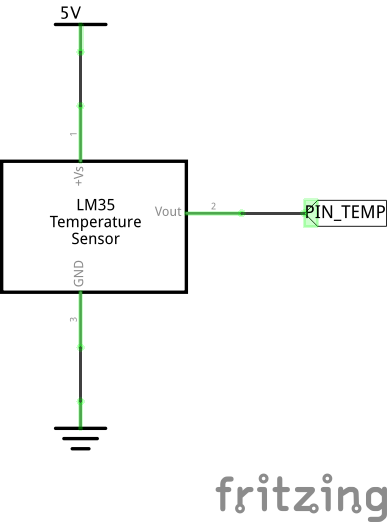 5V
1
+Vs
LM35
Temperature
Sensor
Vout
2
PIN_TEMP
GND
3
fritzing